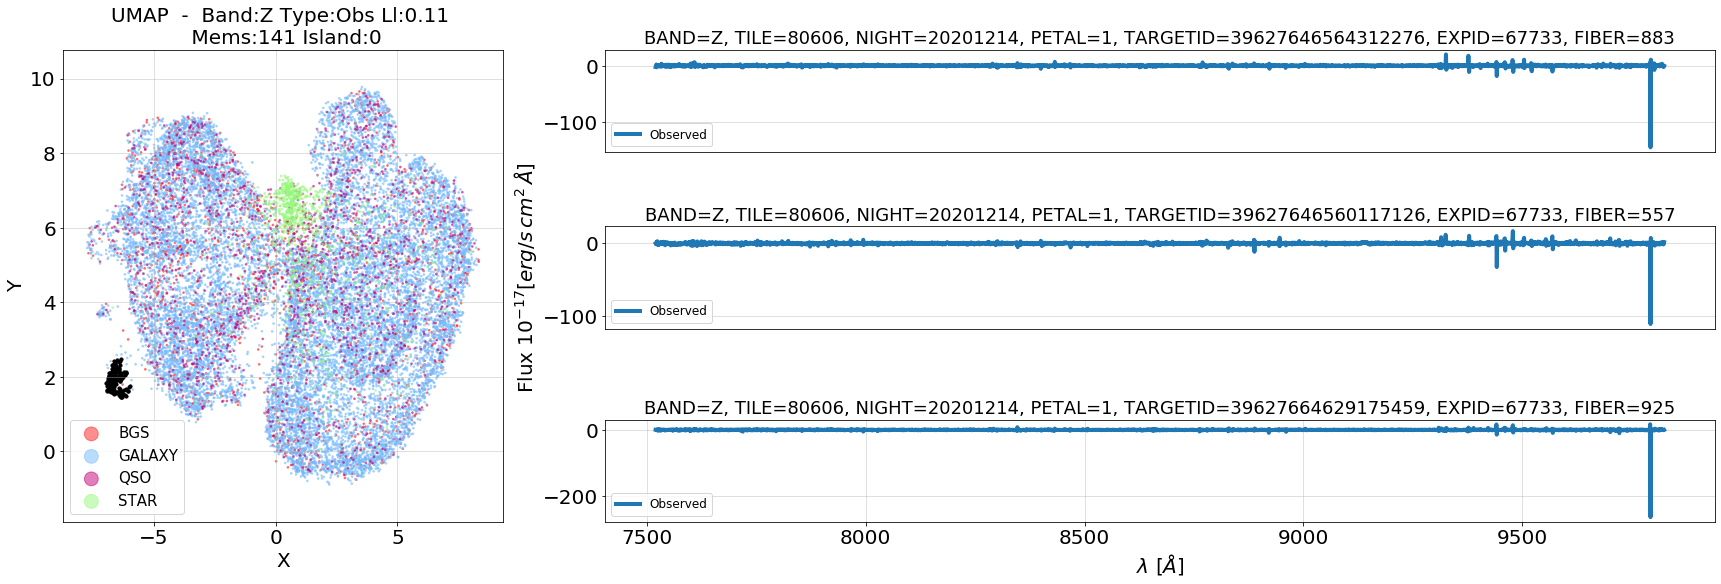 UMAP - Band:Z Type:Obs Ll:0.11
Mems:141 Island:0
10
8
6
4
2
0
Y
−5
0
5
X
BGS
GALAXY
QSO
STAR
Flux 10^{-17}[erg/s cm^2 Å]
BAND=Z, TILE=80606, NIGHT=20201214, PETAL=1, TARGETID=39627646564312276, EXPID=67733, FIBER=883
0
−100
Observed
BAND=Z, TILE=80606, NIGHT=20201214, PETAL=1, TARGETID=39627646560117126, EXPID=67733, FIBER=557
0
−100
Observed
BAND=Z, TILE=80606, NIGHT=20201214, PETAL=1, TARGETID=39627664629175459, EXPID=67733, FIBER=925
0
−200
Observed
7500
8000
8500
9000
9500
λ [Å]